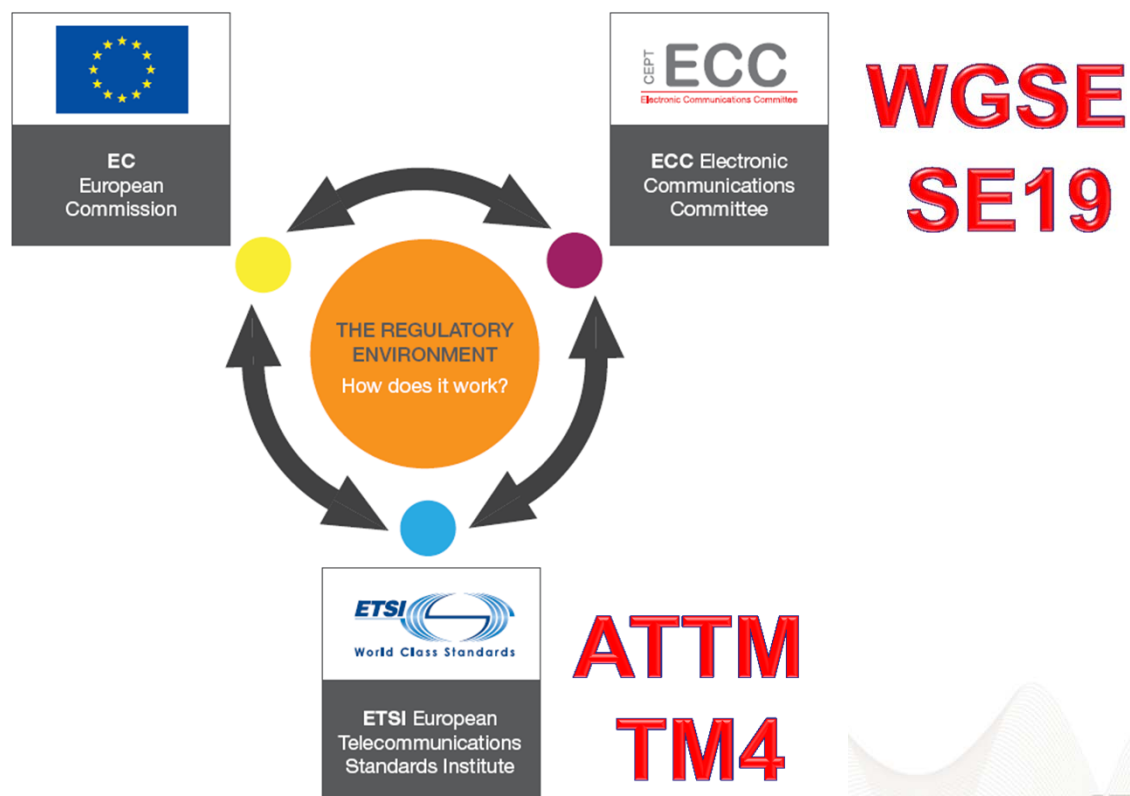 EC
European
Commission
CEPT
ECC
Electronic Communications Committee
ECC Electronic
Communications
Committee
WGSE
SE19
THE REGULATORY
ENVIRONMENT
How does it work?
ETSI
World Class Standards
ETSI European
Telecommunications
Standards Institute
ATTM
TM4